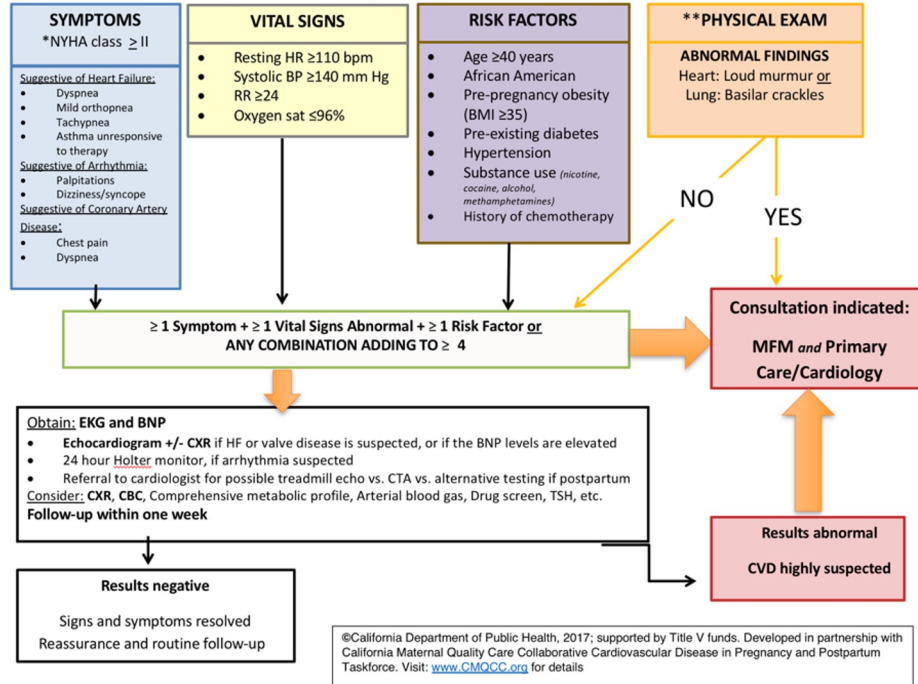 SYMPTOMS
*NYHA class ≥ II
Suggestive of Heart Failure:
• Dyspnea
• Mild orthopnea
• Tachypnea
• Asthma unresponsive
to therapy
Suggestive of Arrhythmia:
• Palpitations
• Dizziness/syncope
Suggestive of Coronary Artery
Disease:
• Chest pain
• Dyspnea
VITAL SIGNS
• Resting HR ≥110 bpm
• Systolic BP ≥140 mm Hg
• RR ≥24
• Oxygen sat ≤96%
RISK FACTORS
• Age ≥40 years
• African American
• Pre-pregnancy obesity
(BMI ≥35)
• Pre-existing diabetes
• Hypertension
• Substance use (nicotine,
cocaine, alcohol,
methamphetamines)
• History of chemotherapy
**PHYSICAL EXAM
ABNORMAL FINDINGS
Heart: Loud murmur or
Lung: Basilar crackles
NO
YES
≥ 1 Symptom + ≥ 1 Vital Signs Abnormal + ≥ 1 Risk Factor or
ANY COMBINATION ADDING TO ≥ 4
Consultation indicated:
MFM and Primary
Care/Cardiology
Obtain: EKG and BNP
• Echocardiogram +/- CXR if HF or valve disease is suspected, or if the BNP levels are elevated
• 24 hour Holter monitor, if arrhythmia suspected
• Referral to cardiologist for possible treadmill echo vs. CTA vs. alternative testing if postpartum
Consider: CXR, CBC, Comprehensive metabolic profile, Arterial blood gas, Drug screen, TSH, etc.
Follow-up within one week
Results abnormal
CVD highly suspected
Results negative
Signs and symptoms resolved
Reassurance and routine follow-up
©California Department of Public Health, 2017; supported by Title V funds. Developed in partnership with
California Maternal Quality Care Collaborative Cardiovascular Disease in Pregnancy and Postpartum
Taskforce. Visit: www.CMQCC.org for details